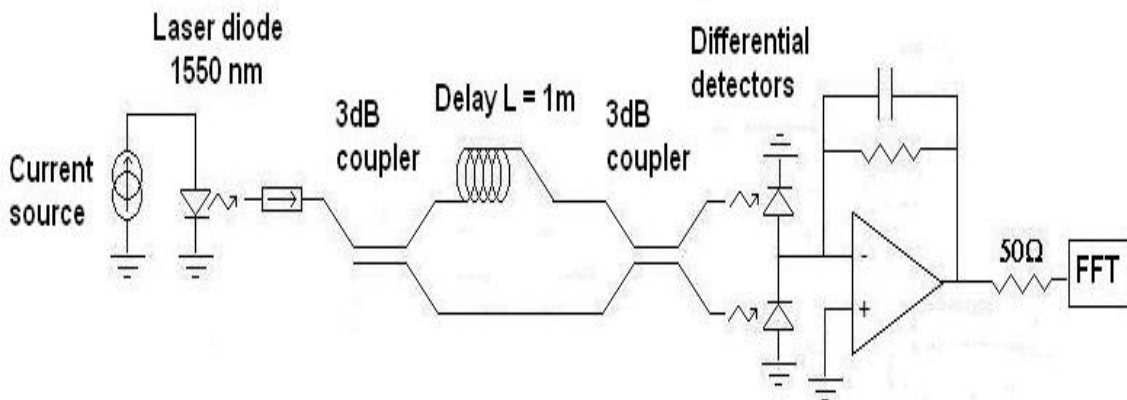 Laser diode
1550 nm
Differential
detectors
Delay L = 1m
3dB
coupler
3dB
coupler
Current
source
-
+
50Ω
FFT